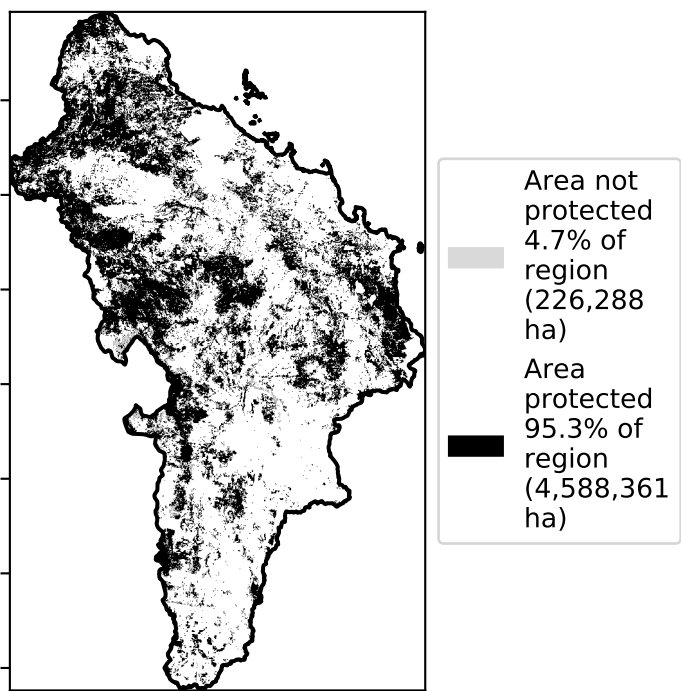 Area not
protected
4.7% of
region
(226,288
ha)
Area
protected
95.3% of
region
(4,588,361
ha)